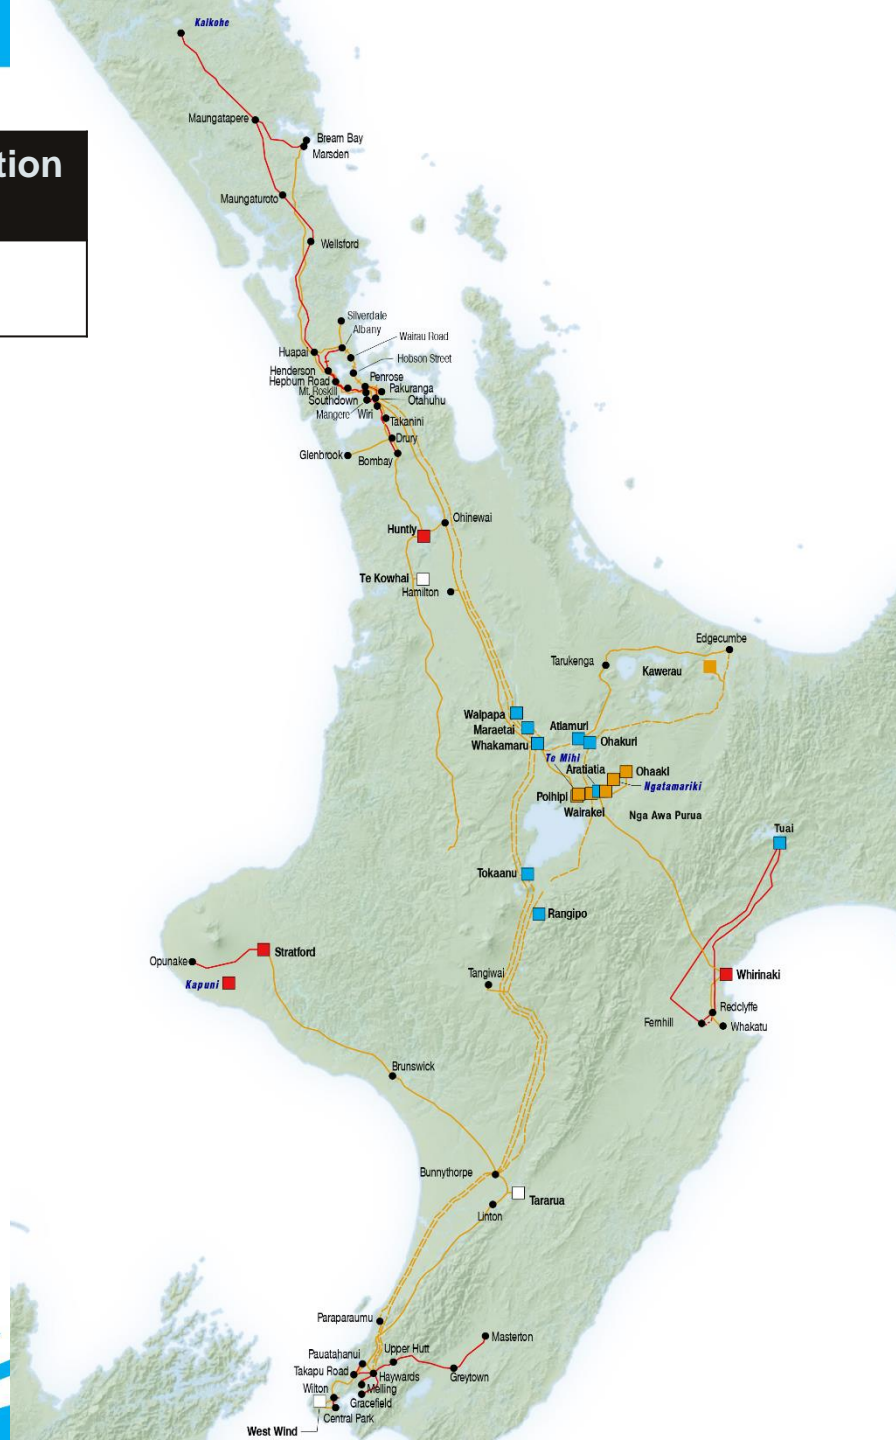 Kaikohe
Maungatapere
Bream Bay
Marsden
tion
Maungaturoto
Wellsford
Silverdale
Albany
Wairau Road
Huapai
Hobson Street
Henderson
Hepburn Road
Penrose
Mt. Roskill
Pakuranga
Southdown
Otahuhu
Mangere
Wiri
Takanini
Drury
Glenbrook
Bombay
Ohinewai
Huntly
Te Kowhai
Hamilton
Edgecumbe
Tarukenga
Kawerau
Waipapa
Maraetai
Atiamuri
Whakamaru
Ohakuri
Te Mihi
Aratiatia
Ohaaki
Ngatamariki
Poihipi
Wairakei
Nga Awa Purua
Tuai
Tokaanu
Rangipo
Stratford
Opunake
Tangiwai
Whirinaki
Kapuni
Redclyffe
Fernhill
Whakatu
Brunswick
Bunnythorpe
Tararua
Linton
Paraparaumu
Masterton
Pauatahanui
Upper Hutt
Takapu Road
Haywards
Greytown
Wilton
Melling
Gracefield
Central Park
West Wind